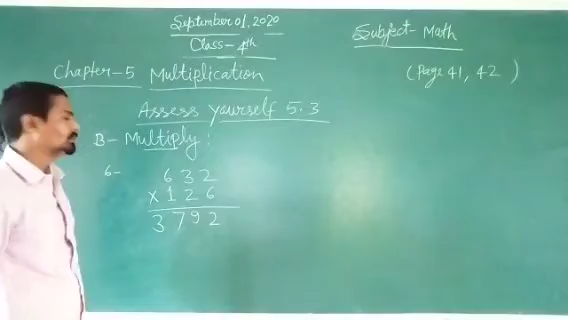 September 01, 2020
Class- 4th
Subject- Math
Chapter-5 Multiplication
(Page 41, 42 )
Assess yourself 5.3
B- Multiply :
6- 632
x 126
3792